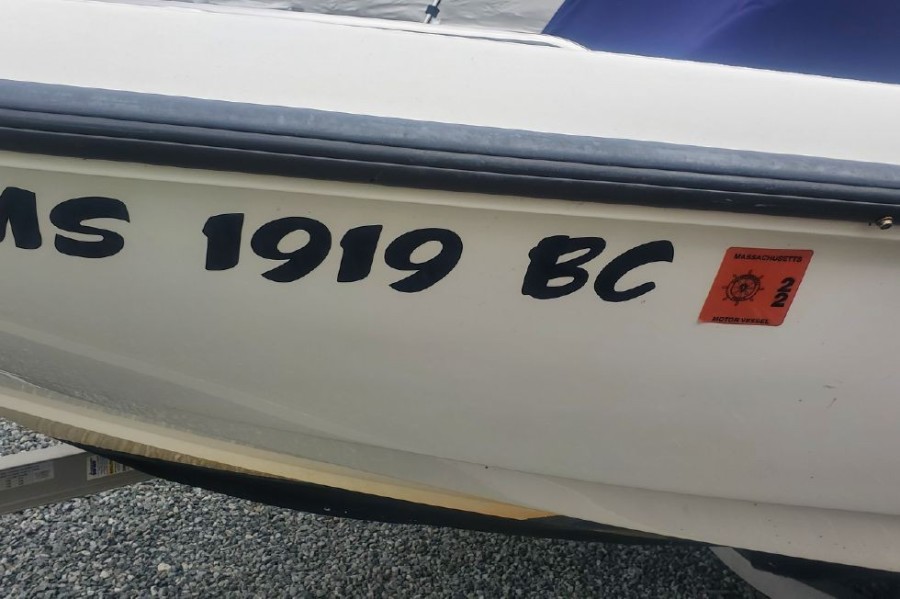 MS 1919 BC
MASSACHUSETTS
22
MOTOR VESSEL